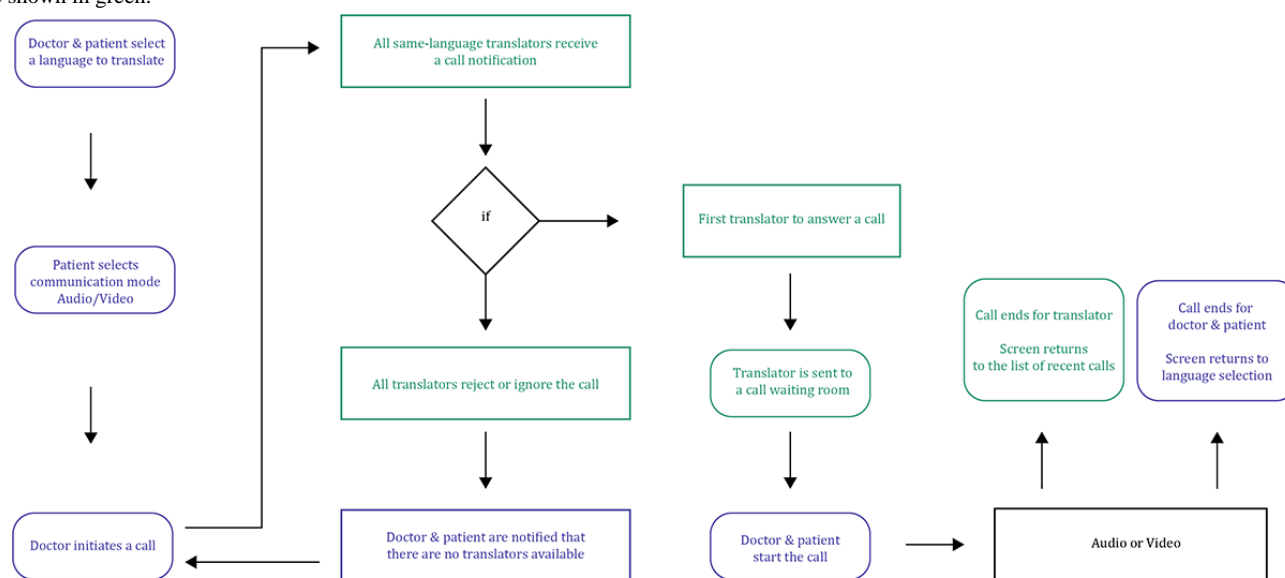 shown in green.
Doctor & patient select
a language to translate
Patient selects
communication mode
Audio/Video
Doctor initiates a call
All same-language translators receive
a call notification
if
All translators reject or ignore the call
Doctor & patient are notified that
there are no translators available
First translator to answer a call
Translator is sent to
a call waiting room
Doctor & patient
start the call
Audio or Video
Call ends for translator
Screen returns
to the list of recent calls
Call ends for
doctor & patient
Screen returns to
language selection